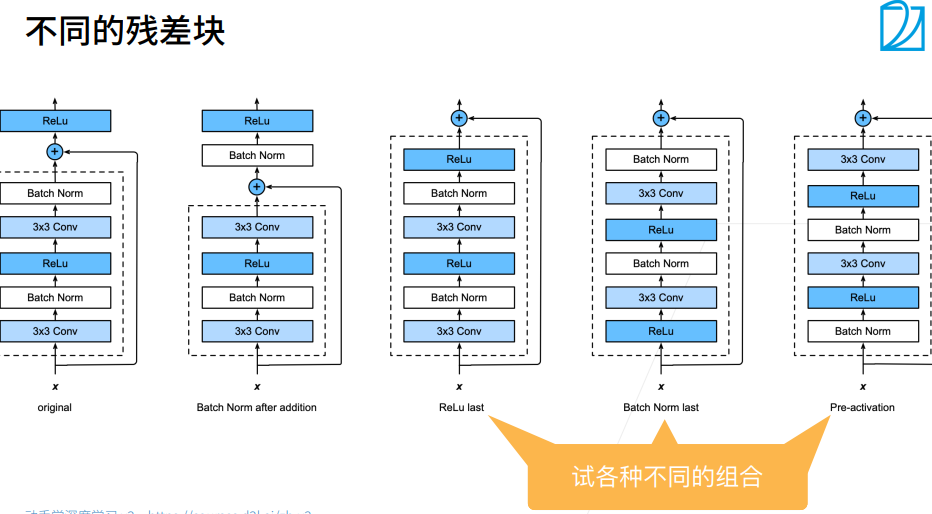 不同的残差块
ReLu
+
Batch Norm
3x3 Conv
ReLu
Batch Norm
3x3 Conv
x
original
ReLu
Batch Norm
+
3x3 Conv
ReLu
Batch Norm
3x3 Conv
x
Batch Norm after addition
+
ReLu
Batch Norm
3x3 Conv
ReLu
Batch Norm
3x3 Conv
x
ReLu last
+
Batch Norm
3x3 Conv
ReLu
Batch Norm
3x3 Conv
ReLu
x
Batch Norm last
+
3x3 Conv
ReLu
Batch Norm
3x3 Conv
ReLu
Batch Norm
x
Pre-activation
试各种不同的组合